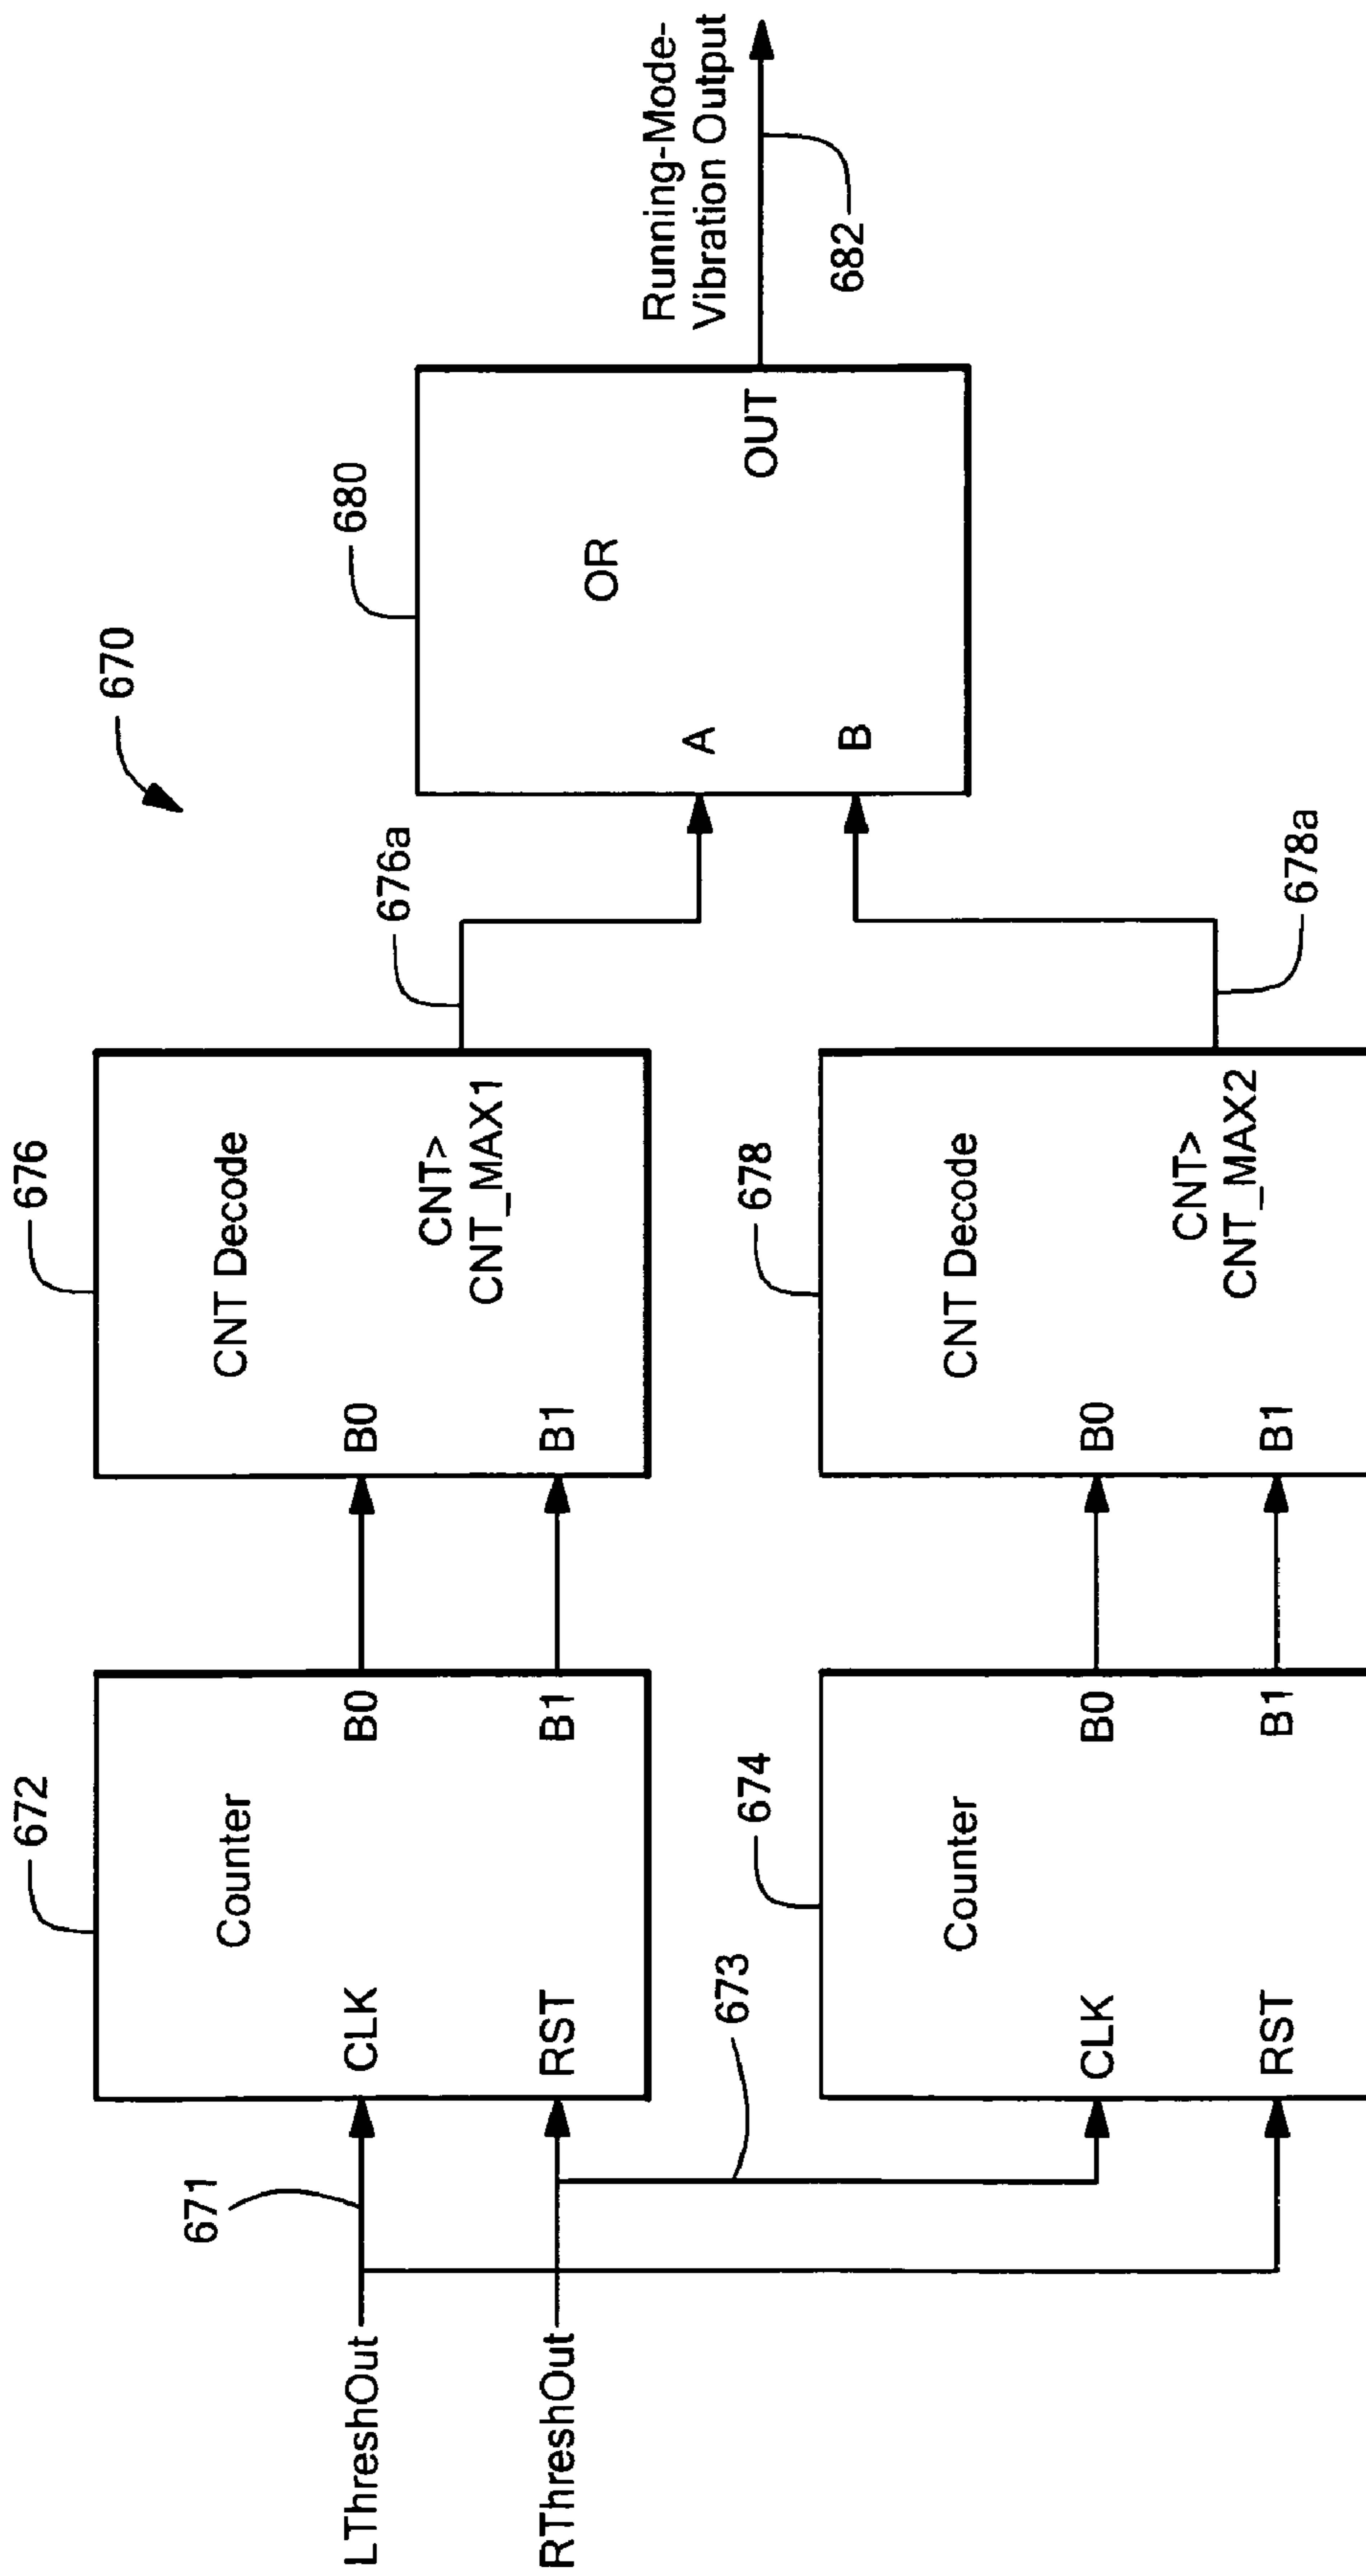 670
LThreshOut
RThreshOut
671
673
672
Counter
CLK
RST
B0
B1
676
CNT Decode
B0
B1
CNT>
CNT_MAX1
676a
674
Counter
CLK
RST
B0
B1
678
CNT Decode
B0
B1
CNT>
CNT_MAX2
678a
680
OR
A
B
OUT
Running-Mode-
Vibration Output
682